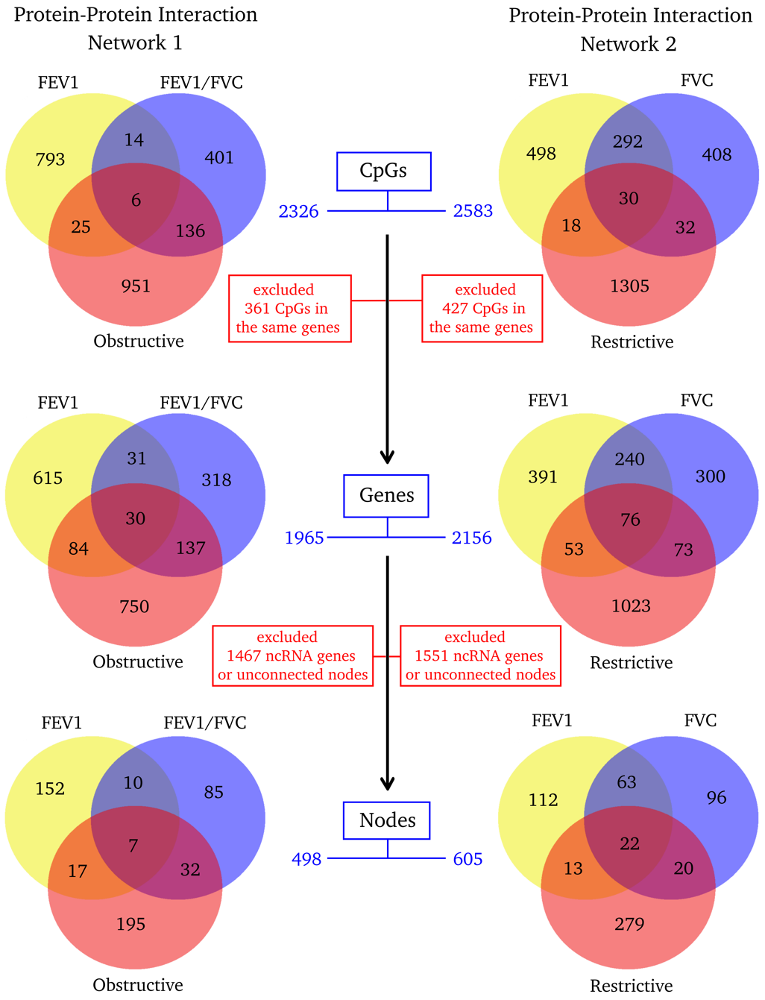 Protein-Protein Interaction
Network 1
Protein-Protein Interaction
Network 2
FEV1
FEV1/FVC
793
14
401
6
25
136
951
Obstructive
CpGs
2326
2583
FEV1
FVC
498
292
408
30
18
32
1305
Restrictive
excluded
361 CpGs in
the same genes
excluded
427 CpGs in
the same genes
FEV1
FEV1/FVC
615
31
318
30
84
137
750
Obstructive
Genes
1965
2156
FEV1
FVC
391
240
300
76
53
73
1023
Restrictive
excluded
1467 ncRNA genes
or unconnected nodes
excluded
1551 ncRNA genes
or unconnected nodes
FEV1
FEV1/FVC
152
10
85
7
17
32
195
Obstructive
Nodes
498
605
FEV1
FVC
112
63
96
22
13
20
279
Restrictive